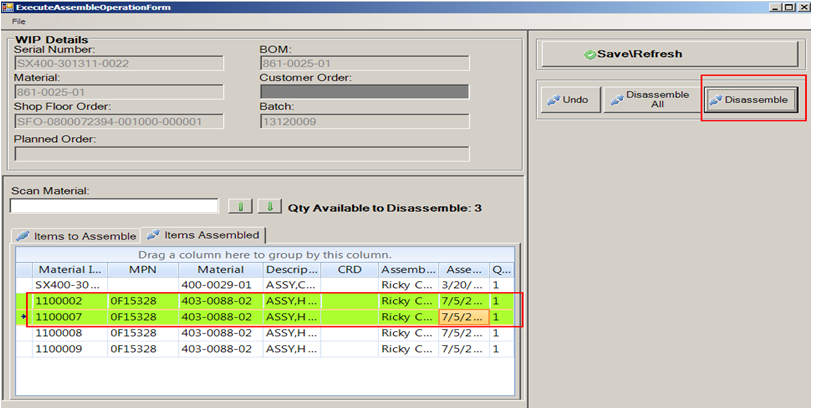 ExecuteAssembleOperationForm
File
WIP Details
Serial Number:
SX400-301311-0022
BOM:
861-0025-01
Material:
861-0025-01
Customer Order:
Shop Floor Order:
SFO-0800072394-001000-000001
Batch:
13120009
Planned Order:
Save\Refresh
Undo
Disassemble All
Disassemble
Scan Material:
Qty Available to Disassemble: 3
Items to Assemble
Items Assembled
Drag a column here to group by this column.
Material I... MPN Material Descrip... CRD Assemb... Asse... Q...
SX400-30... 400-0029-01 ASSY,C... Ricky C... 3/20/... 1
1100002 0F15328 403-0088-02 ASSY,H... Ricky C... 7/5/2... 1
1100007 0F15328 403-0088-02 ASSY,H... Ricky C... 7/5/2... 1
1100008 0F15328 403-0088-02 ASSY,H... Ricky C... 7/5/2... 1
1100009 0F15328 403-0088-02 ASSY,H... Ricky C... 7/5/2... 1